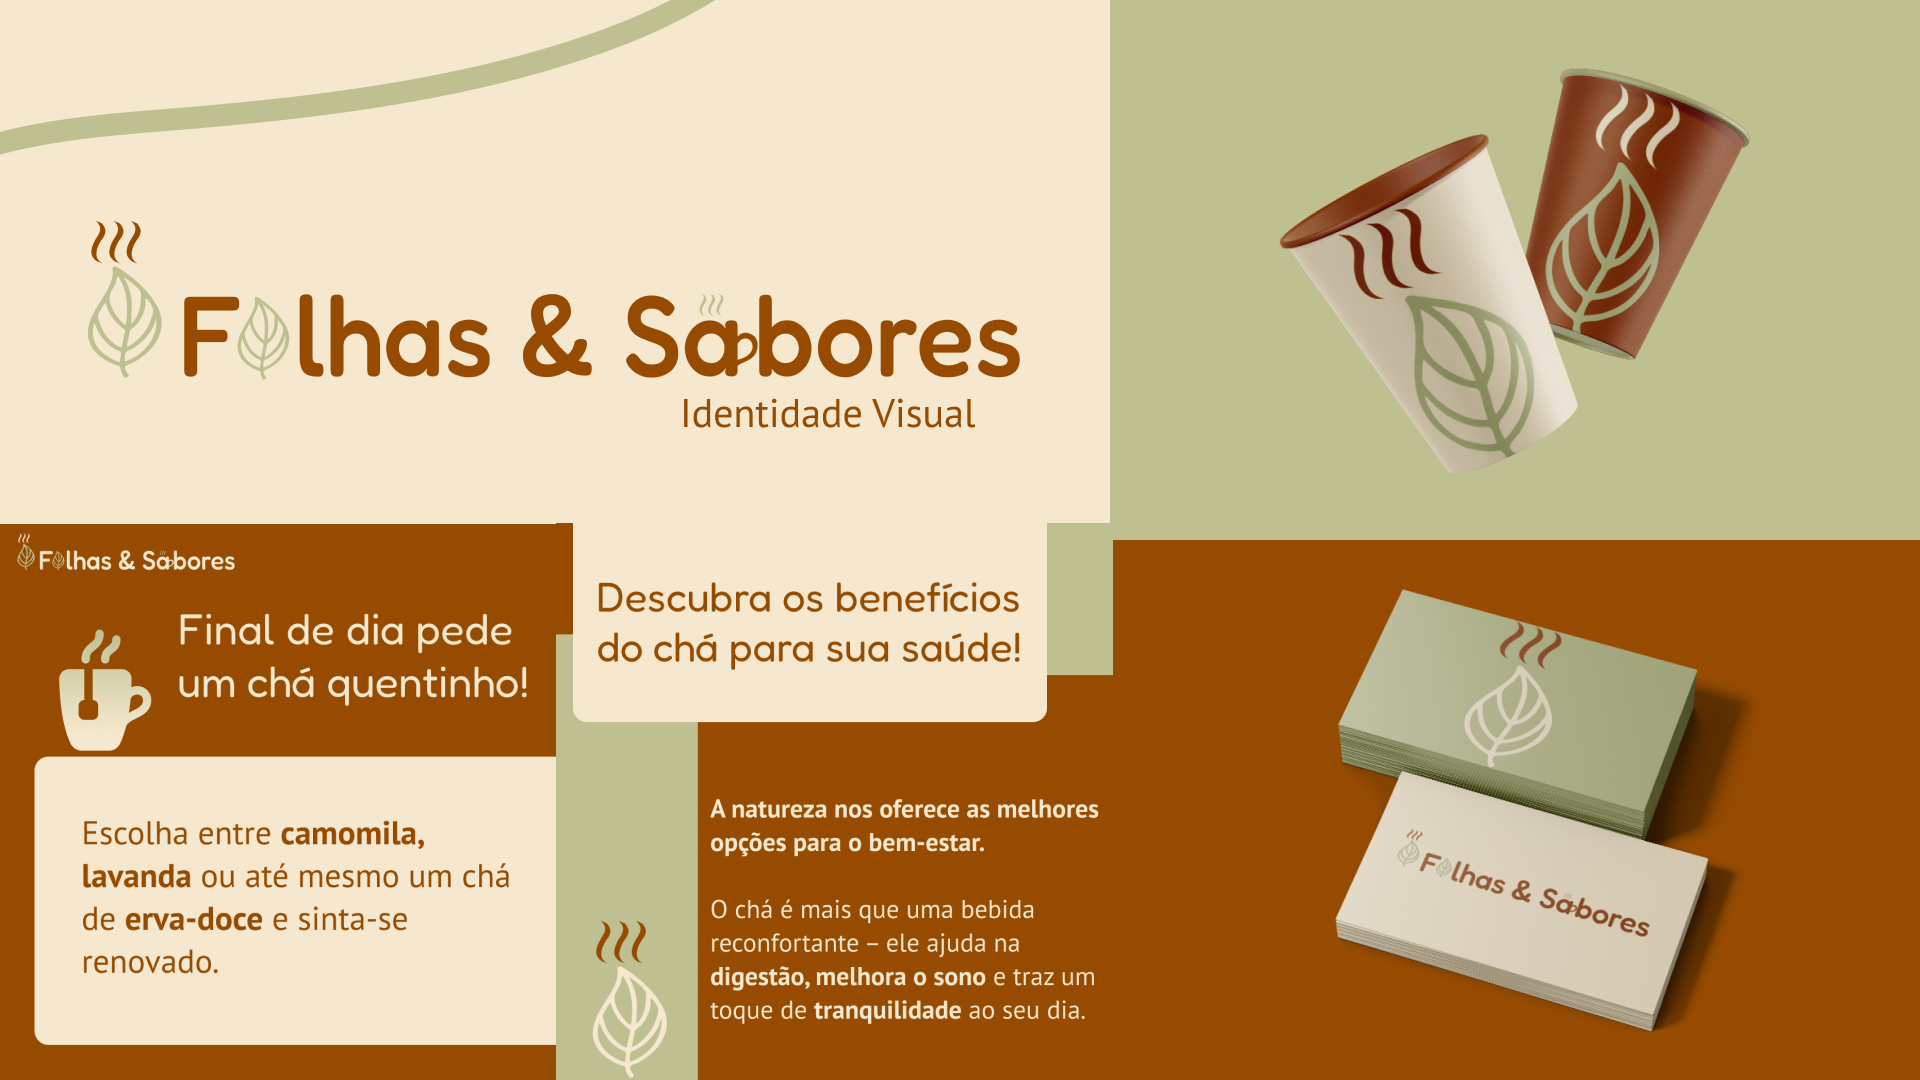 Folhas & Sabores
Identidade Visual
Folhas & Sabores
Final de dia pede
um chá quentinho!
Escolha entre camomila,
lavanda ou até mesmo um chá
de erva-doce e sinta-se
renovado.
Descubra os benefícios
do chá para sua saúde!
A natureza nos oferece as melhores
opções para o bem-estar.
O chá é mais que uma bebida
reconfortante – ele ajuda na
digestão, melhora o sono e traz um
toque de tranquilidade ao seu dia.
Folhas & Sabores